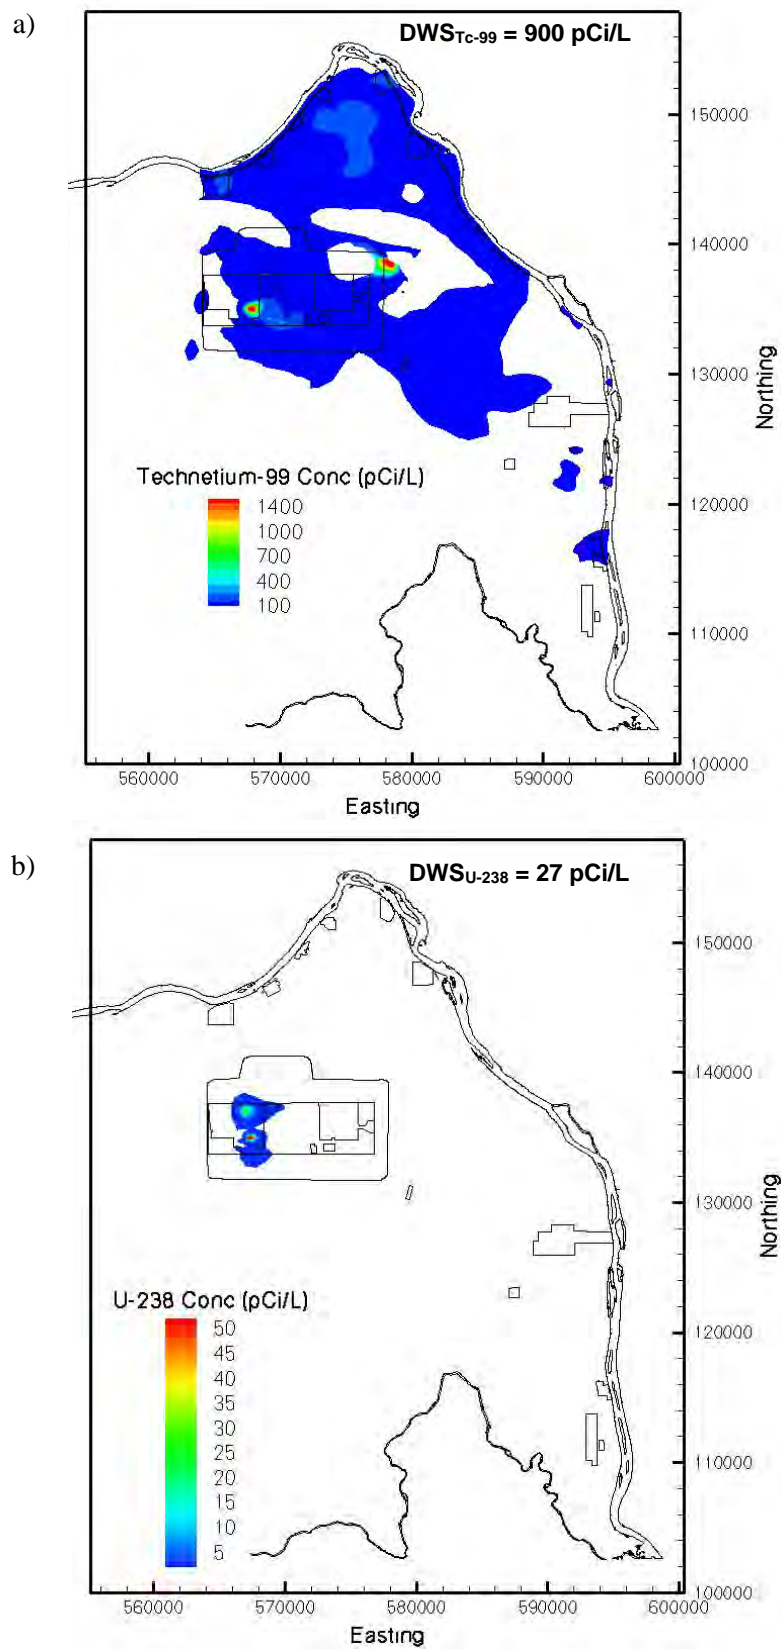 a)
DWSTc-99 = 900 pCi/L
150000
140000
130000
120000
110000
100000
Northing
Technetium-99 Conc (pCi/L)
1400
1000
700
400
100
560000 570000 580000 590000 600000
Easting
b)
DWSU-238 = 27 pCi/L
150000
140000
130000
120000
110000
100000
Northing
U-238 Conc (pCi/L)
50
45
40
35
30
25
20
15
10
5
560000 570000 580000 590000 600000
Easting